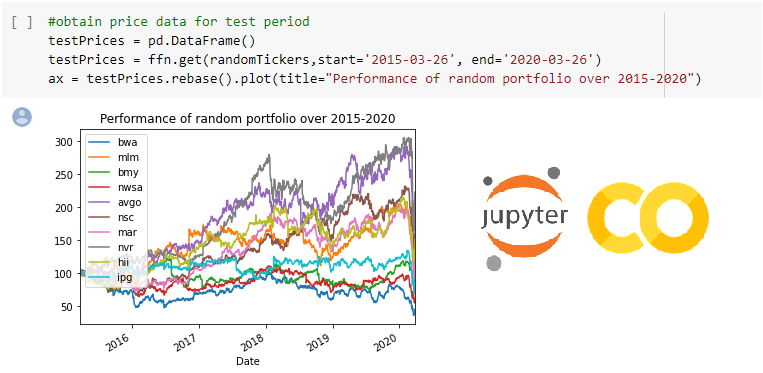 [ ] #obtain price data for test period
testPrices = pd.DataFrame()
testPrices = ffn.get(randomTickers,start='2015-03-26', end='2020-03-26')
ax = testPrices.rebase().plot(title="Performance of random portfolio over 2015-2020")
Performance of random portfolio over 2015-2020
300
250
200
150
100
50
bwa
mlm
bmy
nwsa
avgo
nsc
mar
nvr
hii
ipg
2016 2017 2018 2019 2020
Date
jupyter
CO